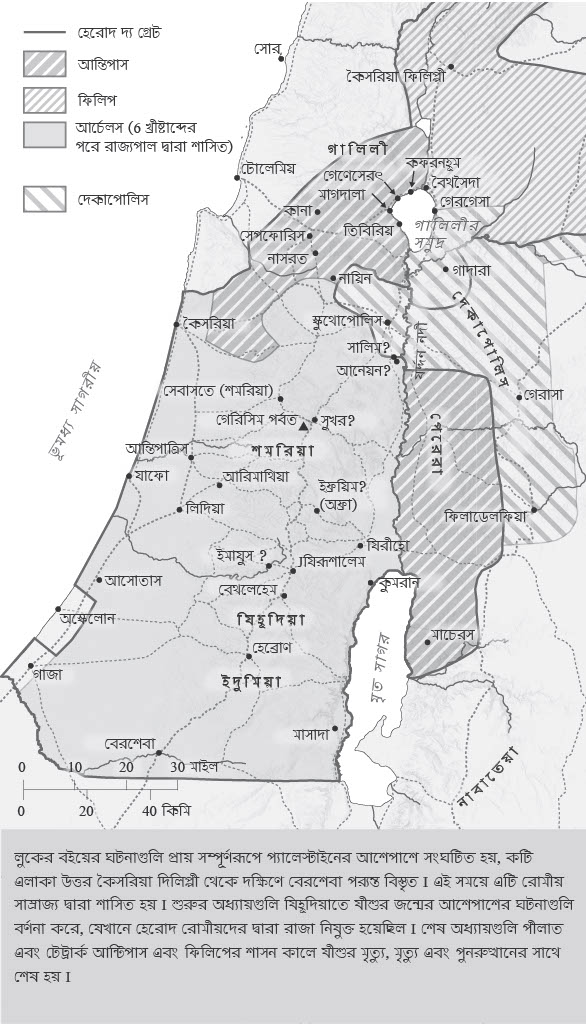 হেরোদ দ্য গ্রেট
আন্তিপাস
ফিলিপ
আর্চেলস (6 খ্রীষ্টাব্দের
পরে রাজ্যপাল দ্বারা শাসিত)
দেকাপোলিস
সোর
কৈসরিয়া ফিলিপ্পী
গালিলী
চৌলেমিয়
কফরনহূম
গেণেসেরৎ
বৈথসৈদা
মাগদালা
গেরগেসা
কানা
তিবিরিয়
গালিলীর
সমুদ্র
সেপফোরিস
নাসরত
নায়িন
গাদারা
দেকাপোলিস
কৈসরিয়া
স্কুথোপোলিস
যর্দন নদী
সালিম?
আনেয়ন?
ভুমধ্য সাগরীয়
সেবাসতে (শমরিয়া)
গেরাসা
গেরিসিম পর্বত
সুখর?
পেরেয়া
শমরিয়া
আন্তিপাত্রিস
যাফো
আরিমাথিয়া
ইফ্রয়িম?
(অফ্রা)
লিদিয়া
ফিলাডেলফিয়া
যিরীহো
ইমাযুস ?
যিরূশালেম
আসোতাস
কুমরান
বেথলেহেম
অস্কেলোন
যিহূদিয়া
মাচেরস
হেব্রোণ
মৃত সাগর
গাজা
ইদুমিয়া
মাসাদা
বেরশেবা
নাবাতেয়া
0 10 20 30 মাইল
0 20 40 কিমি
লুকের বইয়ের ঘটনাগুলি প্রায় সম্পূর্ণরূপে প্যালেস্টাইনের আশেপাশে সংঘটিত হয়, কটি
এলাকা উত্তর কৈসরিয়া দিলিপ্পী থেকে দক্ষিণে বেরশেবা পর্যন্ত বিস্তৃত I এই সময়ে এটি রোমীয়
সাম্রাজ্য দ্বারা শাসিত হয় I শুরুর অধ্যায়গুলি যিহূদিয়াতে যীশুর জন্মের আশেপাশের ঘটনাগুলি
বর্ণনা করে, যেখানে হেরোদ রোমীয়দের দ্বারা রাজা নিযুক্ত হয়েছিল I শেষ অধ্যায়গুলি পীলাত
এবং টেট্রার্ক আন্টিপাস এবং ফিলিপের শাসন কালে যীশুর মৃত্যু, মৃত্যু এবং পুনরুত্থানের সাথে
শেষ হয় I